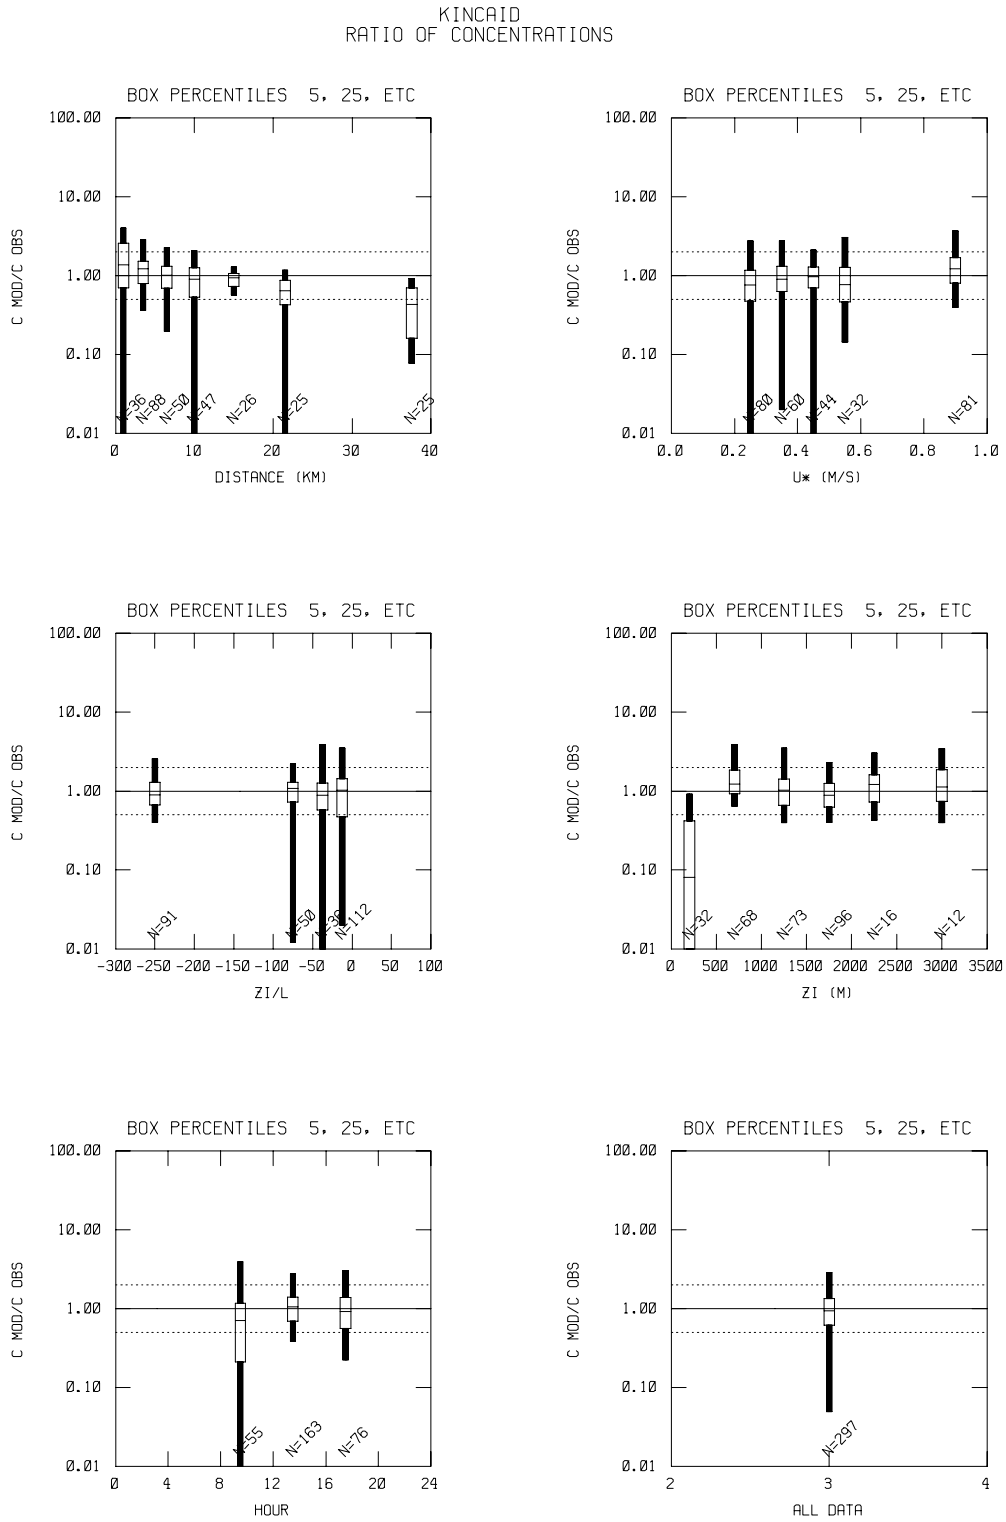 KINCAID
RATIO OF CONCENTRATIONS
BOX PERCENTILES 5, 25, ETC
100.00
10.00
1.00
0.10
0.01
C MOD/C OBS
N=36 N=88 N=50 N=47 N=26 N=25 N=25
0 10 20 30 40
DISTANCE (KM)
BOX PERCENTILES 5, 25, ETC
100.00
10.00
1.00
0.10
0.01
C MOD/C OBS
N=80 N=60 N=44 N=32 N=81
0.0 0.2 0.4 0.6 0.8 1.0
U* (M/S)
BOX PERCENTILES 5, 25, ETC
100.00
10.00
1.00
0.10
0.01
C MOD/C OBS
N=91 N=50 N=36 N=112
-300 -250 -200 -150 -100 -50 0 50 100
ZI/L
BOX PERCENTILES 5, 25, ETC
100.00
10.00
1.00
0.10
0.01
C MOD/C OBS
N=32 N=68 N=73 N=96 N=16 N=12
0 500 1000 1500 2000 2500 3000 3500
ZI (M)
BOX PERCENTILES 5, 25, ETC
100.00
10.00
1.00
0.10
0.01
C MOD/C OBS
N=55 N=163 N=76
0 4 8 12 16 20 24
HOUR
BOX PERCENTILES 5, 25, ETC
100.00
10.00
1.00
0.10
0.01
C MOD/C OBS
N=297
2 3 4
ALL DATA